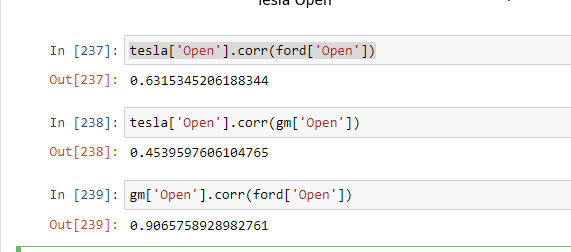 Tesla Open
In [237]: tesla['Open'].corr(ford['Open'])
Out[237]: 0.6315345206188344
In [238]: tesla['Open'].corr(gm['Open'])
Out[238]: 0.4539597606104765
In [239]: gm['Open'].corr(ford['Open'])
Out[239]: 0.9065758928982761